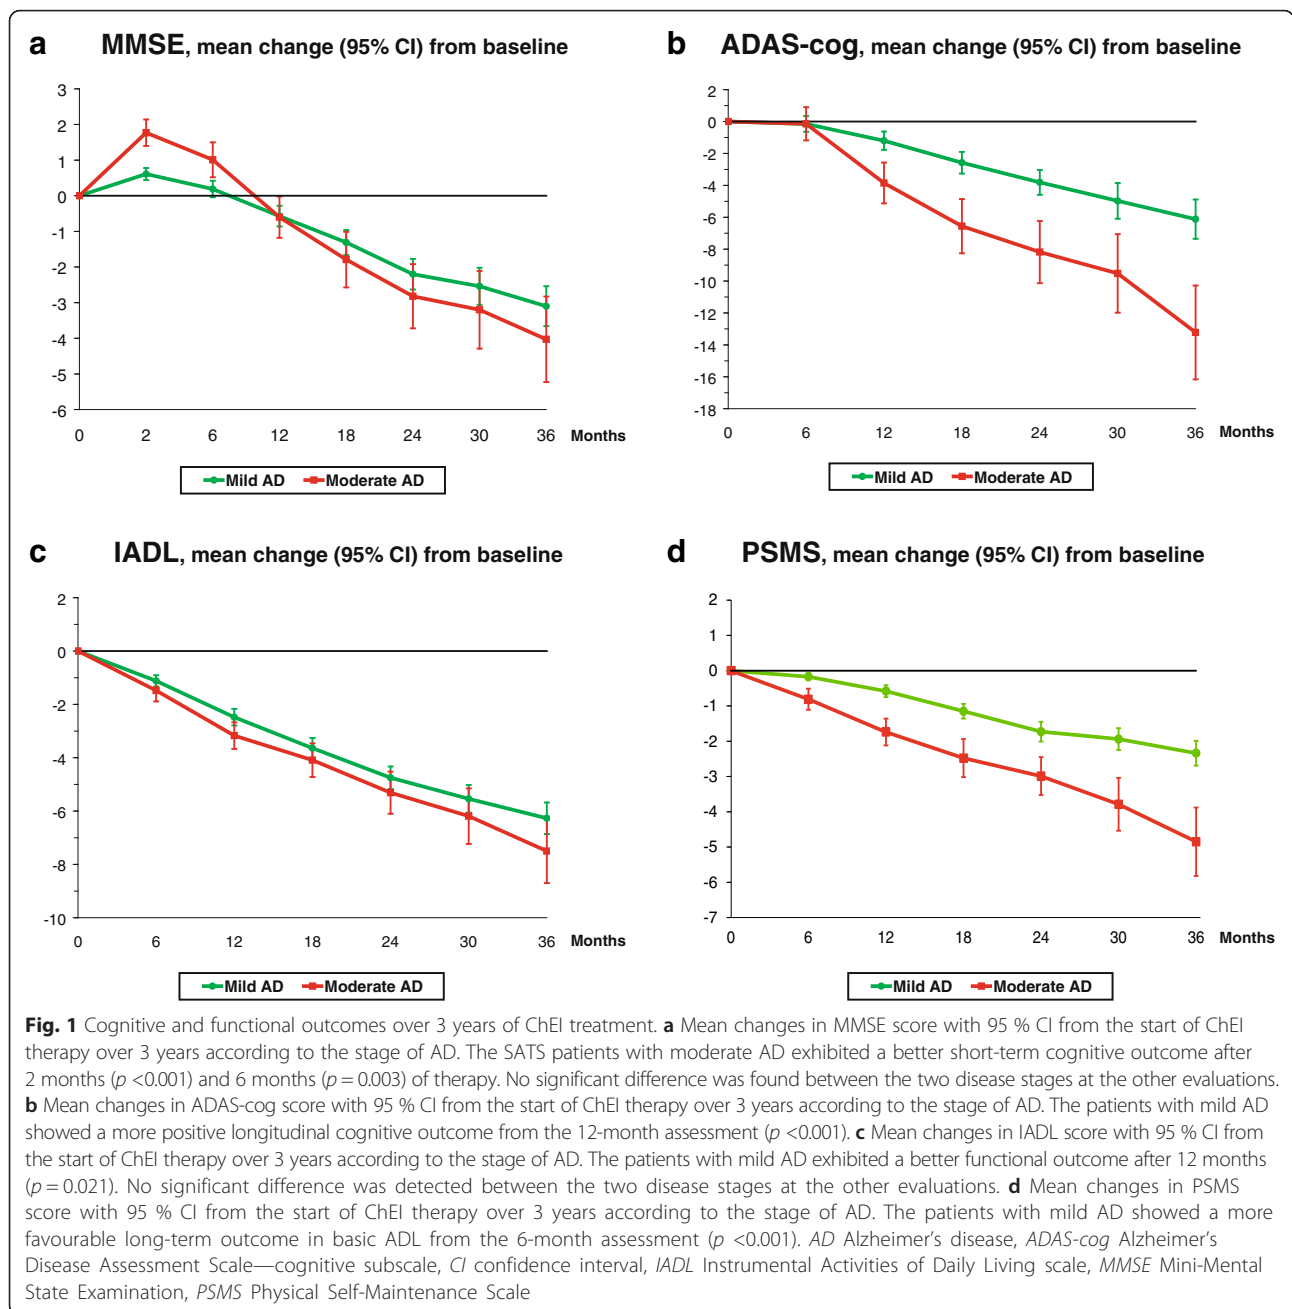 a MMSE, mean change (95% CI) from baseline
3
2
1
0
-1
-2
-3
-4
-5
-6
0 2 6 12 18 24 30 36 Months
Mild AD Moderate AD
b ADAS-cog, mean change (95% CI) from baseline
2
0
-2
-4
-6
-8
-10
-12
-14
-16
-18
0 6 12 18 24 30 36 Months
Mild AD Moderate AD
c IADL, mean change (95% CI) from baseline
2
0
-2
-4
-6
-8
-10
0 6 12 18 24 30 36 Months
Mild AD Moderate AD
d PSMS, mean change (95% CI) from baseline
2
1
0
-1
-2
-3
-4
-5
-6
-7
0 6 12 18 24 30 36 Months
Mild AD Moderate AD
Fig. 1 Cognitive and functional outcomes over 3 years of ChEI treatment. a Mean changes in MMSE score with 95 % CI from the start of ChEI
therapy over 3 years according to the stage of AD. The SATS patients with moderate AD exhibited a better short-term cognitive outcome after
2 months (p <0.001) and 6 months (p = 0.003) of therapy. No significant difference was found between the two disease stages at the other evaluations.
b Mean changes in ADAS-cog score with 95 % CI from the start of ChEI therapy over 3 years according to the stage of AD. The patients with mild AD
showed a more positive longitudinal cognitive outcome from the 12-month assessment (p <0.001). c Mean changes in IADL score with 95 % CI from
the start of ChEI therapy over 3 years according to the stage of AD. The patients with mild AD exhibited a better functional outcome after 12 months
(p = 0.021). No significant difference was detected between the two disease stages at the other evaluations. d Mean changes in PSMS
score with 95 % CI from the start of ChEI therapy over 3 years according to the stage of AD. The patients with mild AD showed a more
favourable long-term outcome in basic ADL from the 6-month assessment (p <0.001). AD Alzheimer's disease, ADAS-cog Alzheimer's
Disease Assessment Scale—cognitive subscale, CI confidence interval, IADL Instrumental Activities of Daily Living scale, MMSE Mini-Mental
State Examination, PSMS Physical Self-Maintenance Scale